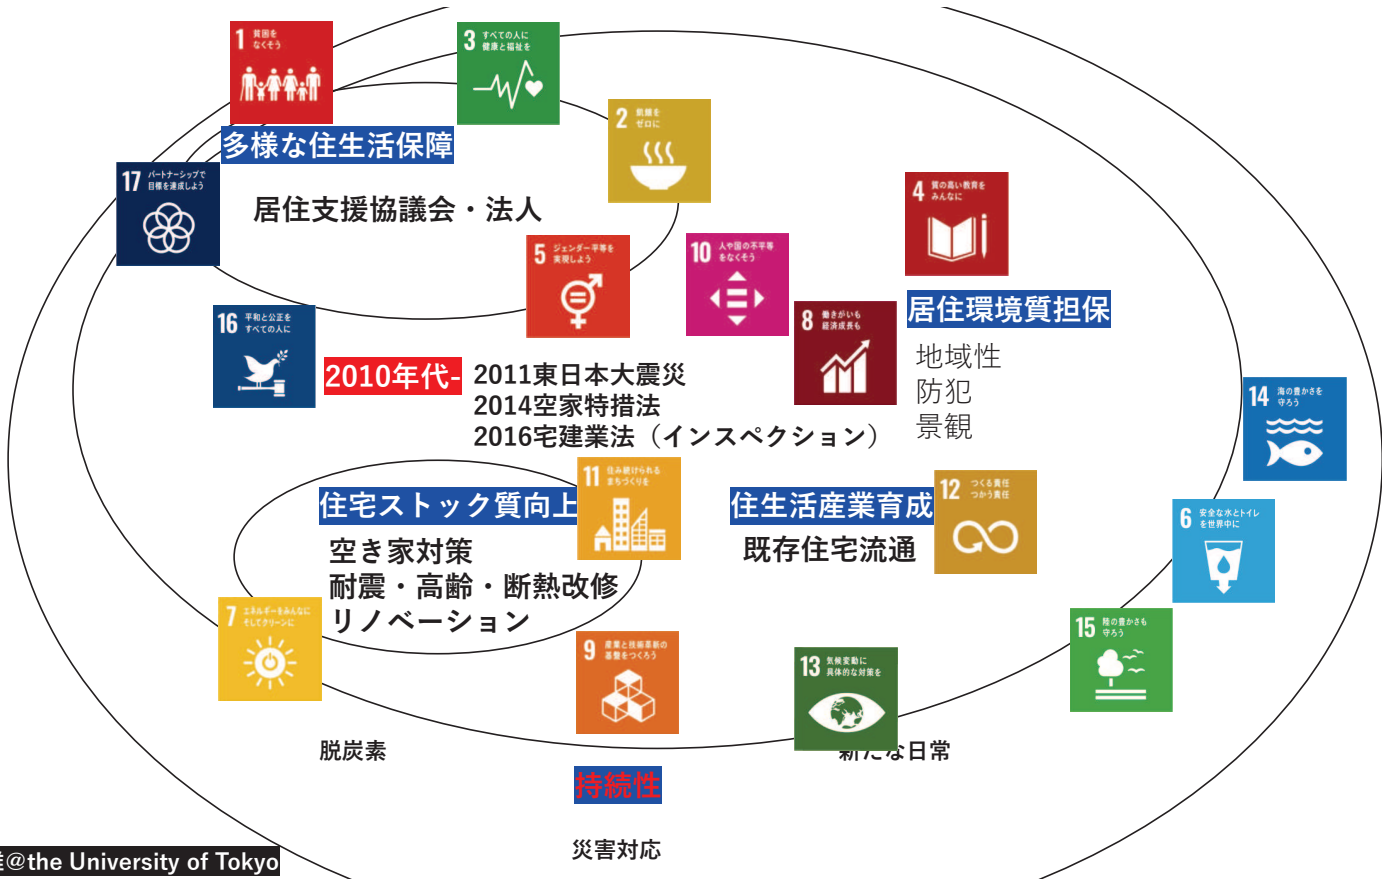 1 貧困を
なくそう
3 すべての人に
健康と福祉を
2 飢餓を
ゼロに
多様な住生活保障
17 パートナーシップで
目標を達成しよう
居住支援協議会・法人
4 質の高い教育を
みんなに
5 ジェンダー平等を
実現しよう
10 人や国の不平等
をなくそう
16 平和と公正を
すべての人に
8 働きがいも
経済成長も
居住環境質担保
地域性
防犯
景観
2010年代-
2011東日本大震災
2014空家特措法
2016宅建業法（インスペクション）
14 海の豊かさを
守ろう
11 住み続けられる
まちづくりを
住宅ストック質向上
空き家対策
耐震・高齢・断熱改修
リノベーション
住生活産業育成
既存住宅流通
12 つくる責任
つかう責任
6 安全な水とトイレ
を世界中に
7 エネルギーをみんなに
そしてクリーンに
9 産業と技術革新の
基盤をつくろう
13 気候変動に
具体的な対策を
15 陸の豊かさも
守ろう
脱炭素
新たな日常
持続性
災害対応
@the University of Tokyo